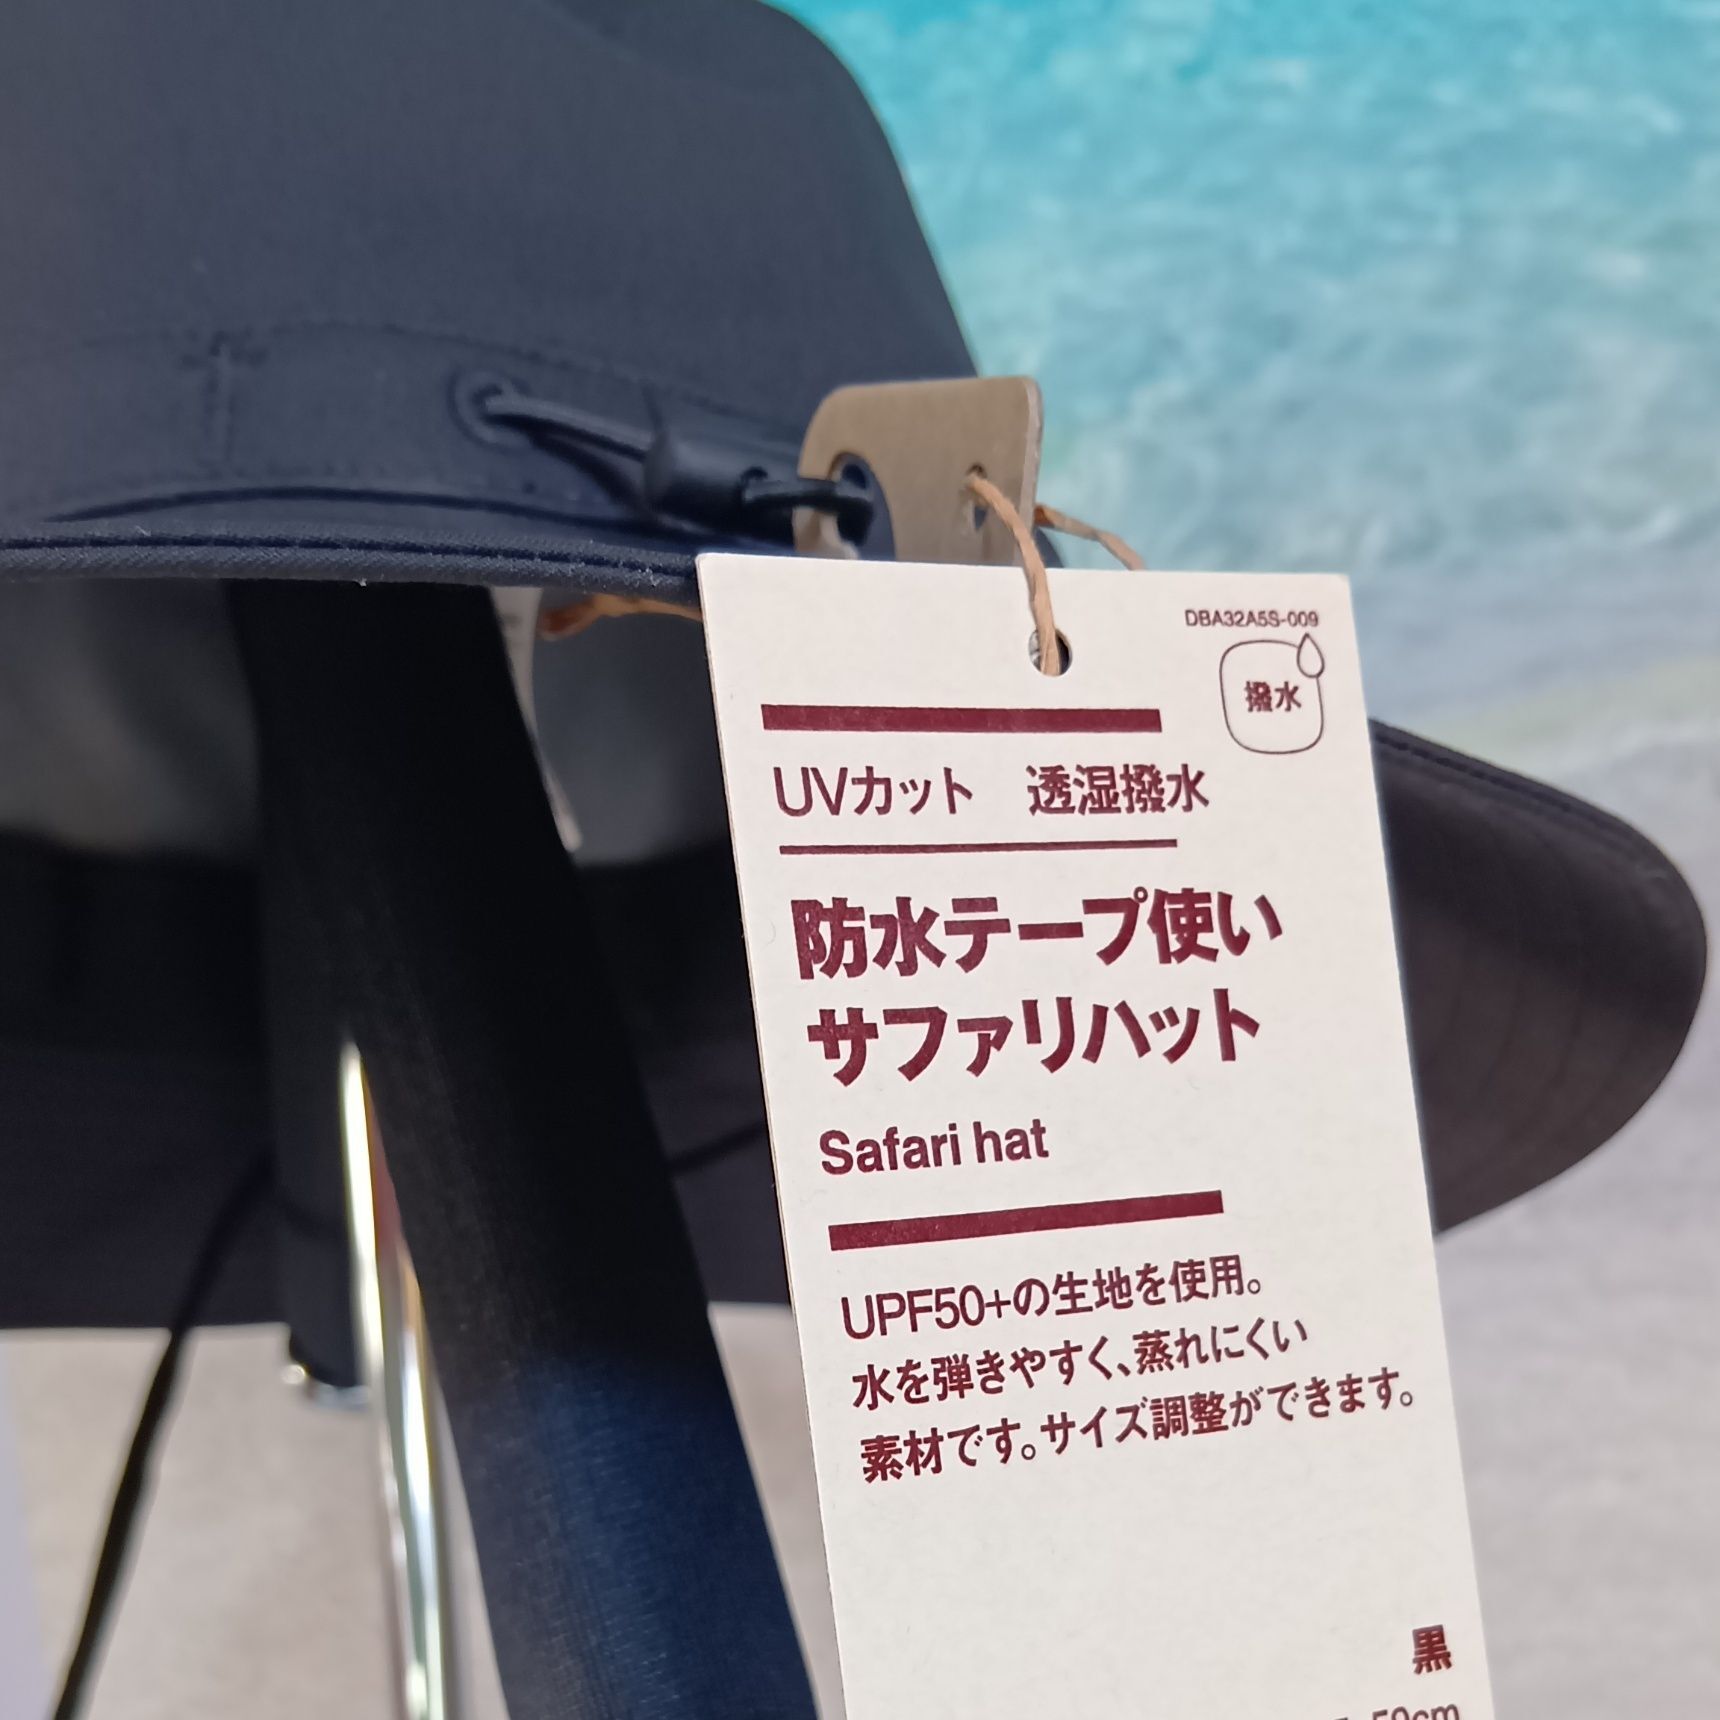 DBA32A5S-009
撥水
UVカット 透湿撥水
防水テープ使い
サファリハット
Safari hat
UPF50+の生地を使用。
水を弾きやすく、蒸れにくい
素材です。サイズ調整ができます。
黒
59cm